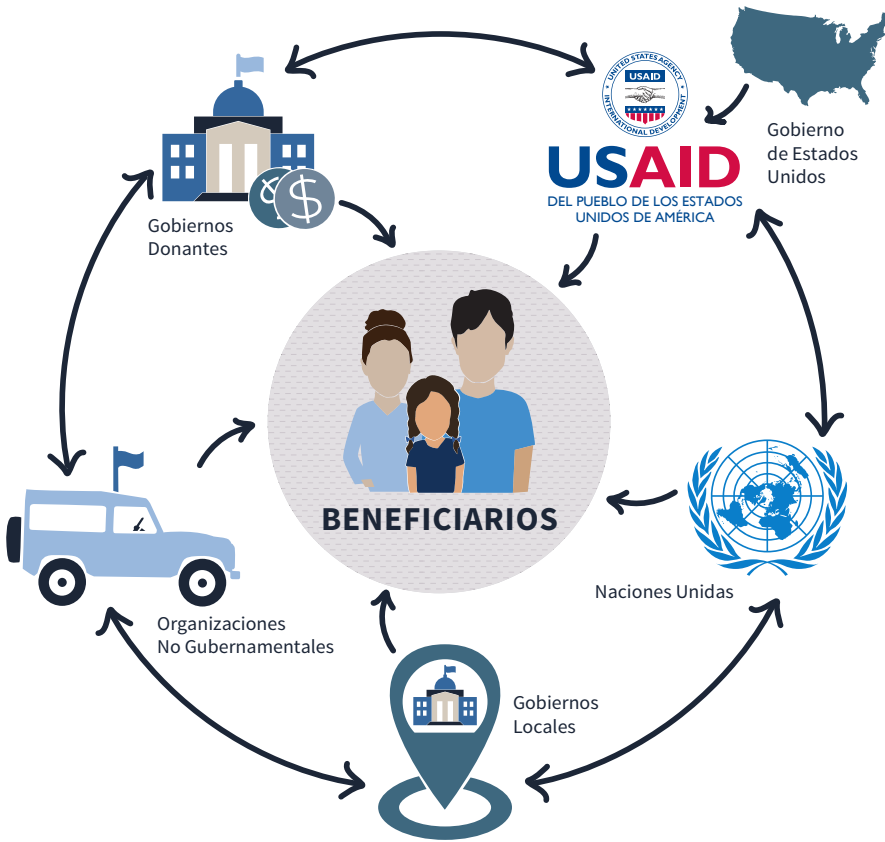 UNITED STATES AGENCY
USAID
INTERNATIONAL DEVELOPMENT
USAID
DEL PUEBLO DE LOS ESTADOS
UNIDOS DE AMÉRICA
Gobierno
de Estados
Unidos
Gobiernos
Donantes
$
$
BENEFICIARIOS
Naciones Unidas
Organizaciones
No Gubernamentales
Gobiernos
Locales